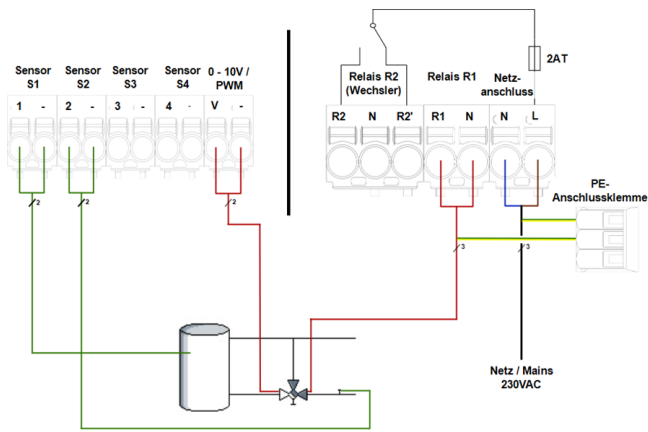 Sensor S1
Sensor S2
Sensor S3
Sensor S4
0 - 10V / PWM
1 - 2 - 3 - 4 - V -
2
2
2
2AT
Relais R2 (Wechsler)
Relais R1
Netz-
anschluss
R2 N R2' R1 N N L
PE-
Anschlussklemme
3
3
Netz / Mains
230VAC